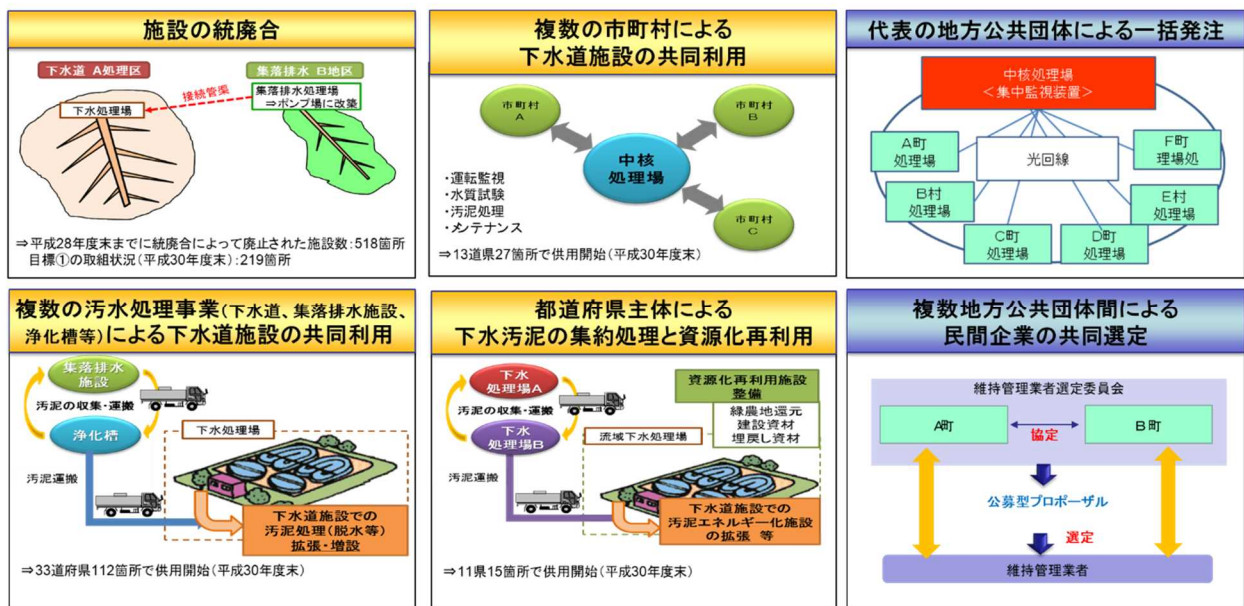 施設の統廃合
下水道 A処理区
集落排水 B地区
接続管渠
集落排水処理場
⇒ポンプ場に改築
下水処理場
⇒平成28年度末までに統廃合によって廃止された施設数:518箇所
目標①の取組状況(平成30年度末):219箇所
複数の市町村による
下水道施設の共同利用
市町村
A
市町村
B
中核
処理場
・運転監視
・水質試験
・汚泥処理
・メンテナンス
市町村
C
⇒13道県27箇所で供用開始(平成30年度末)
代表の地方公共団体による一括発注
中核処理場
<集中監視装置>
A町
処理場
光回線
F町
理場処
B村
処理場
E村
処理場
C町
処理場
D町
処理場
複数の汚水処理事業(下水道、集落排水施設、
浄化槽等)による下水道施設の共同利用
集落排水
施設
汚泥の収集・運搬
浄化槽
下水処理場
汚泥運搬
下水道施設での
汚泥処理(脱水等)
拡張・増設
⇒33道府県112箇所で供用開始(平成30年度末)
都道府県主体による
下水汚泥の集約処理と資源化再利用
下水
処理場A
汚泥の収集・運搬
下水
処理場B
資源化再利用施設
整備
緑農地還元
建設資材
埋戻し資材
流域下水処理場
汚泥運搬
下水道施設での
汚泥エネルギー化施設
の拡張 等
⇒11県15箇所で供用開始(平成30年度末)
複数地方公共団体間による
民間企業の共同選定
維持管理業者選定委員会
A町
協定
B町
公募型プロポーザル
選定
維持管理業者